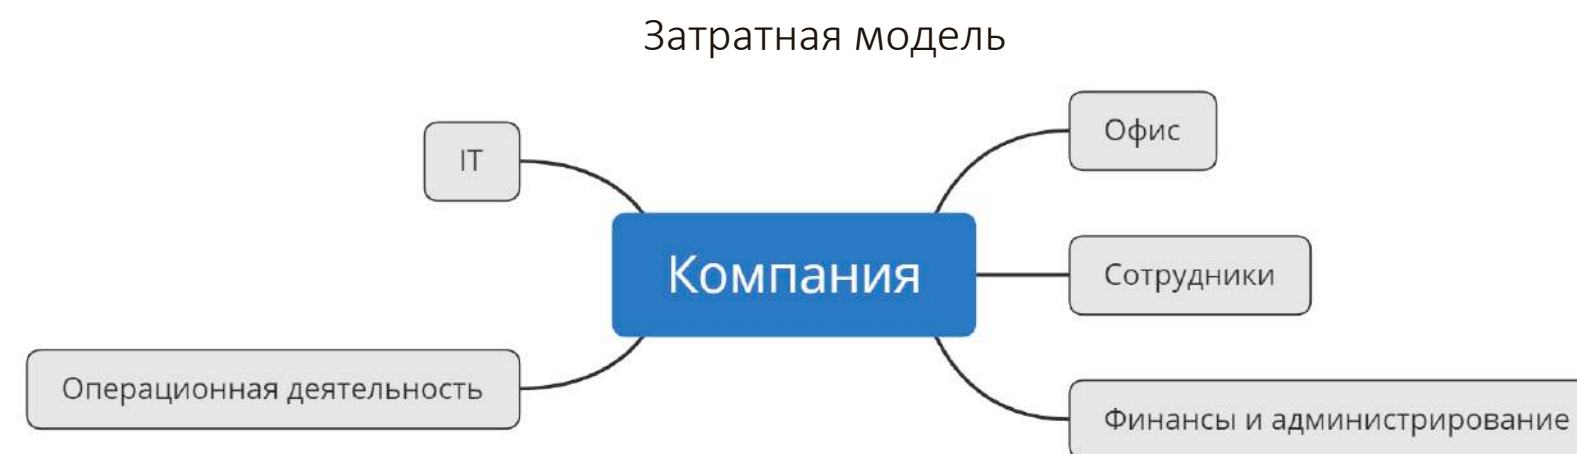 Затратная модель
IT
Офис
Компания
Сотрудники
Операционная деятельность
Финансы и администрирование